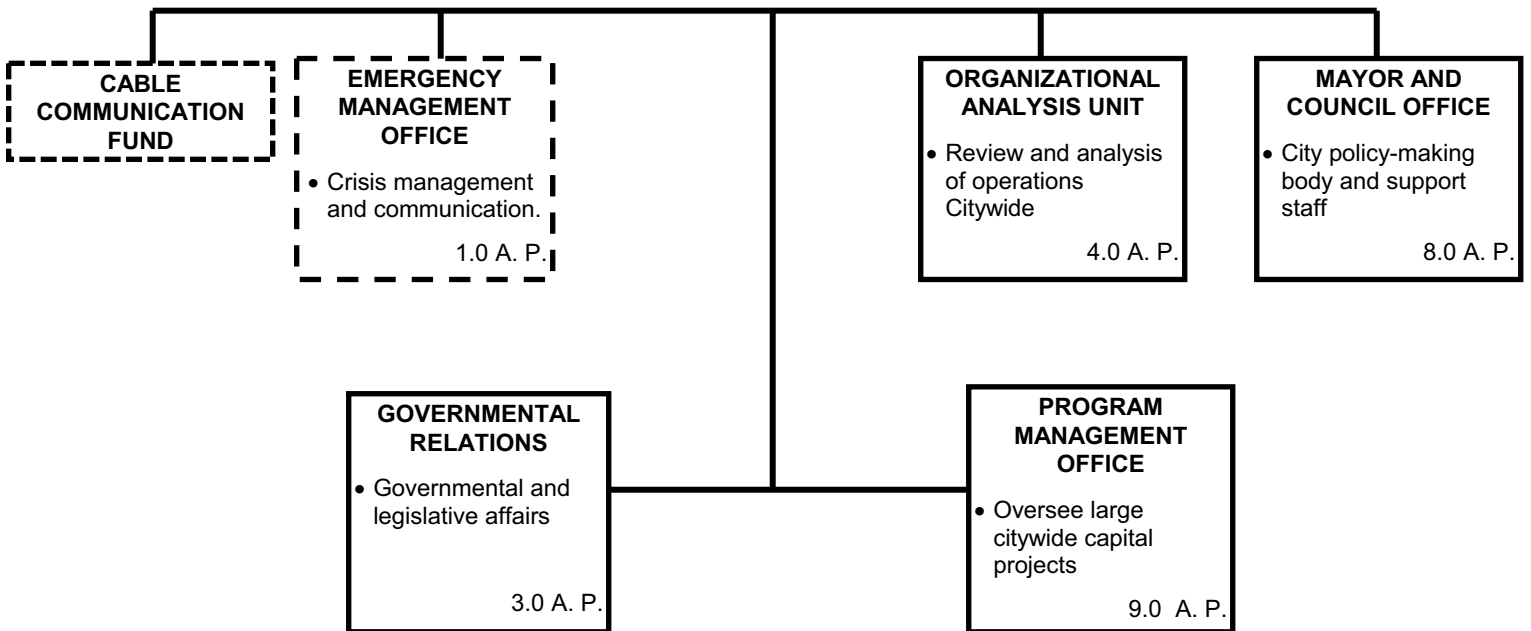 CABLE
COMMUNICATION
FUND
EMERGENCY
MANAGEMENT
OFFICE
• Crisis management
and communication.
1.0 A. P.
ORGANIZATIONAL
ANALYSIS UNIT
• Review and analysis
of operations
Citywide
4.0 A. P.
MAYOR AND
COUNCIL OFFICE
• City policy-making
body and support
staff
8.0 A. P.
GOVERNMENTAL
RELATIONS
• Governmental and
legislative affairs
3.0 A. P.
PROGRAM
MANAGEMENT
OFFICE
• Oversee large
citywide capital
projects
9.0 A. P.